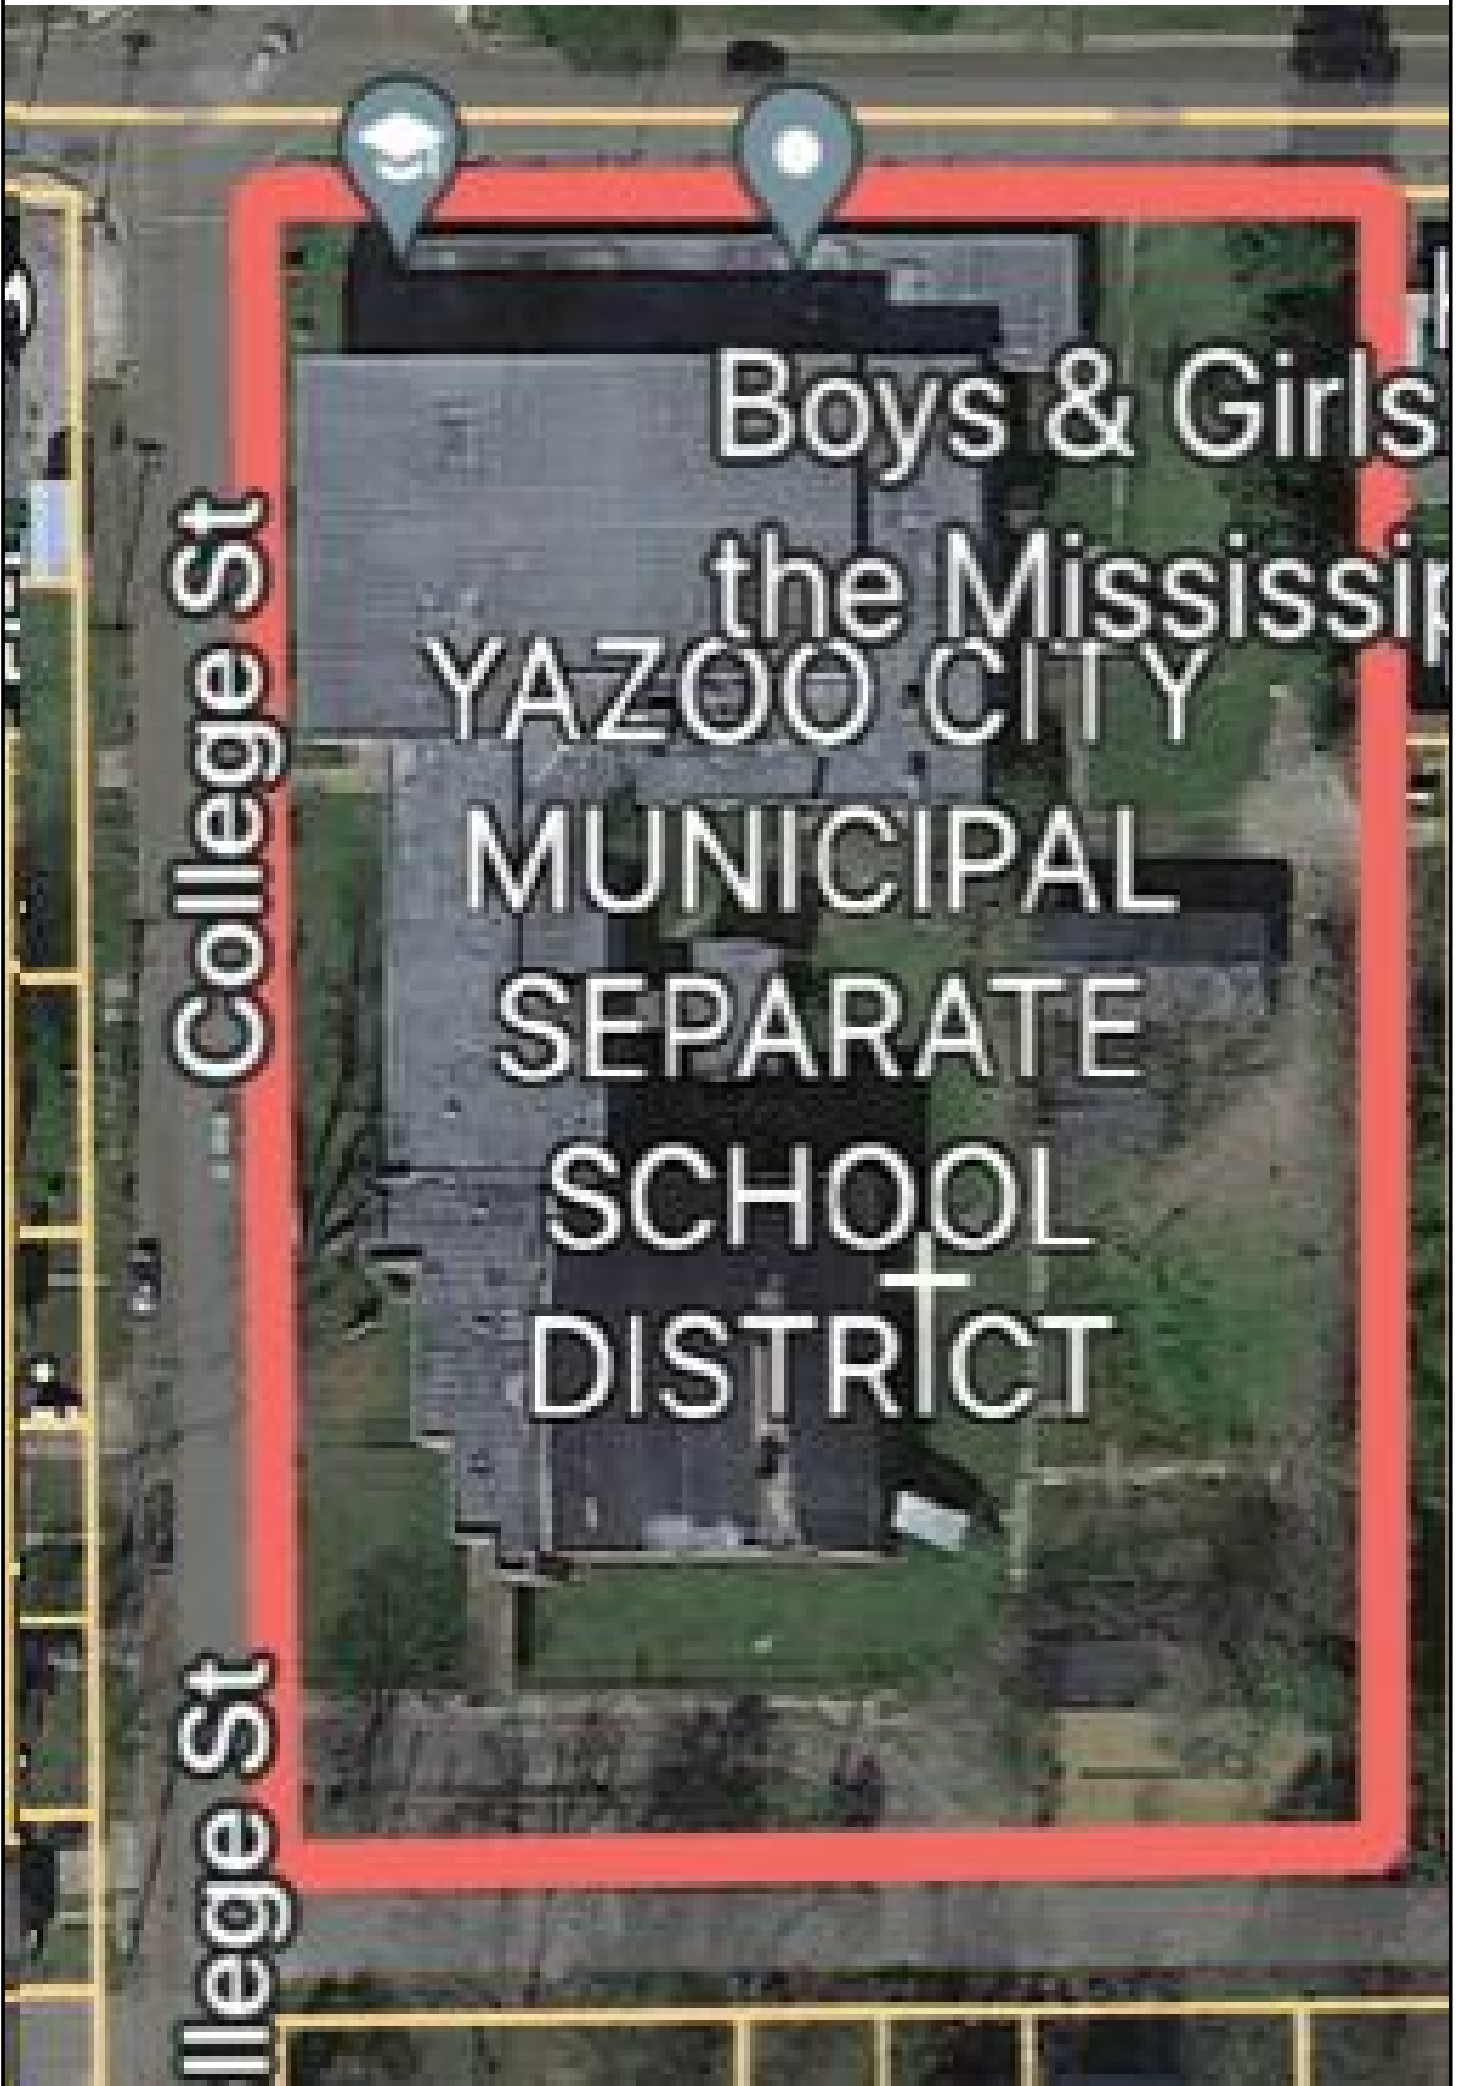 Boys & Girls
the Mississip
YAZOO CITY
MUNICIPAL
SEPARATE
SCHOOL
DISTRICT
College St
llege St